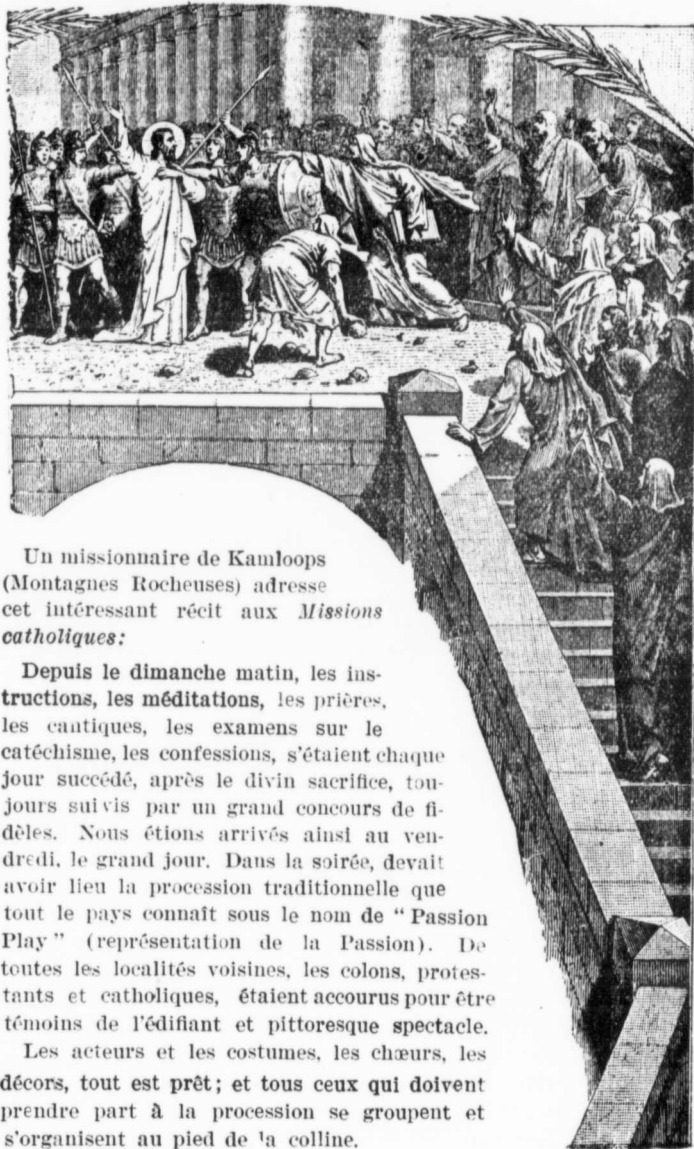 Un missionnaire de Kamloops
(Montagnes Rocheuses) adresse
cet intéressant récit aux Missions
catholiques:
Depuis le dimanche matin, les ins-
tructions, les méditations, les prières,
les cantiques, les examens sur le
catéchisme, les confessions, s'étaient chaque
jour succédé, après le divin sacrifice, tou-
jours suivis par un grand concours de fi-
dèles. Nous étions arrivés ainsi au ven-
dredi, le grand jour. Dans la soirée, devait
avoir lieu la procession traditionnelle que
tout le pays connaît sous le nom de “ Passion
Play ” (représentation de la Passion). De
toutes les localités voisines, les colons, protes-
tants et catholiques, étaient accourus pour être
témoins de l'édifiant et pittoresque spectacle.
Les acteurs et les costumes, les chœurs, les
décors, tout est prêt; et tous ceux qui doivent
prendre part à la procession se groupent et
s'organisent au pied de la colline.